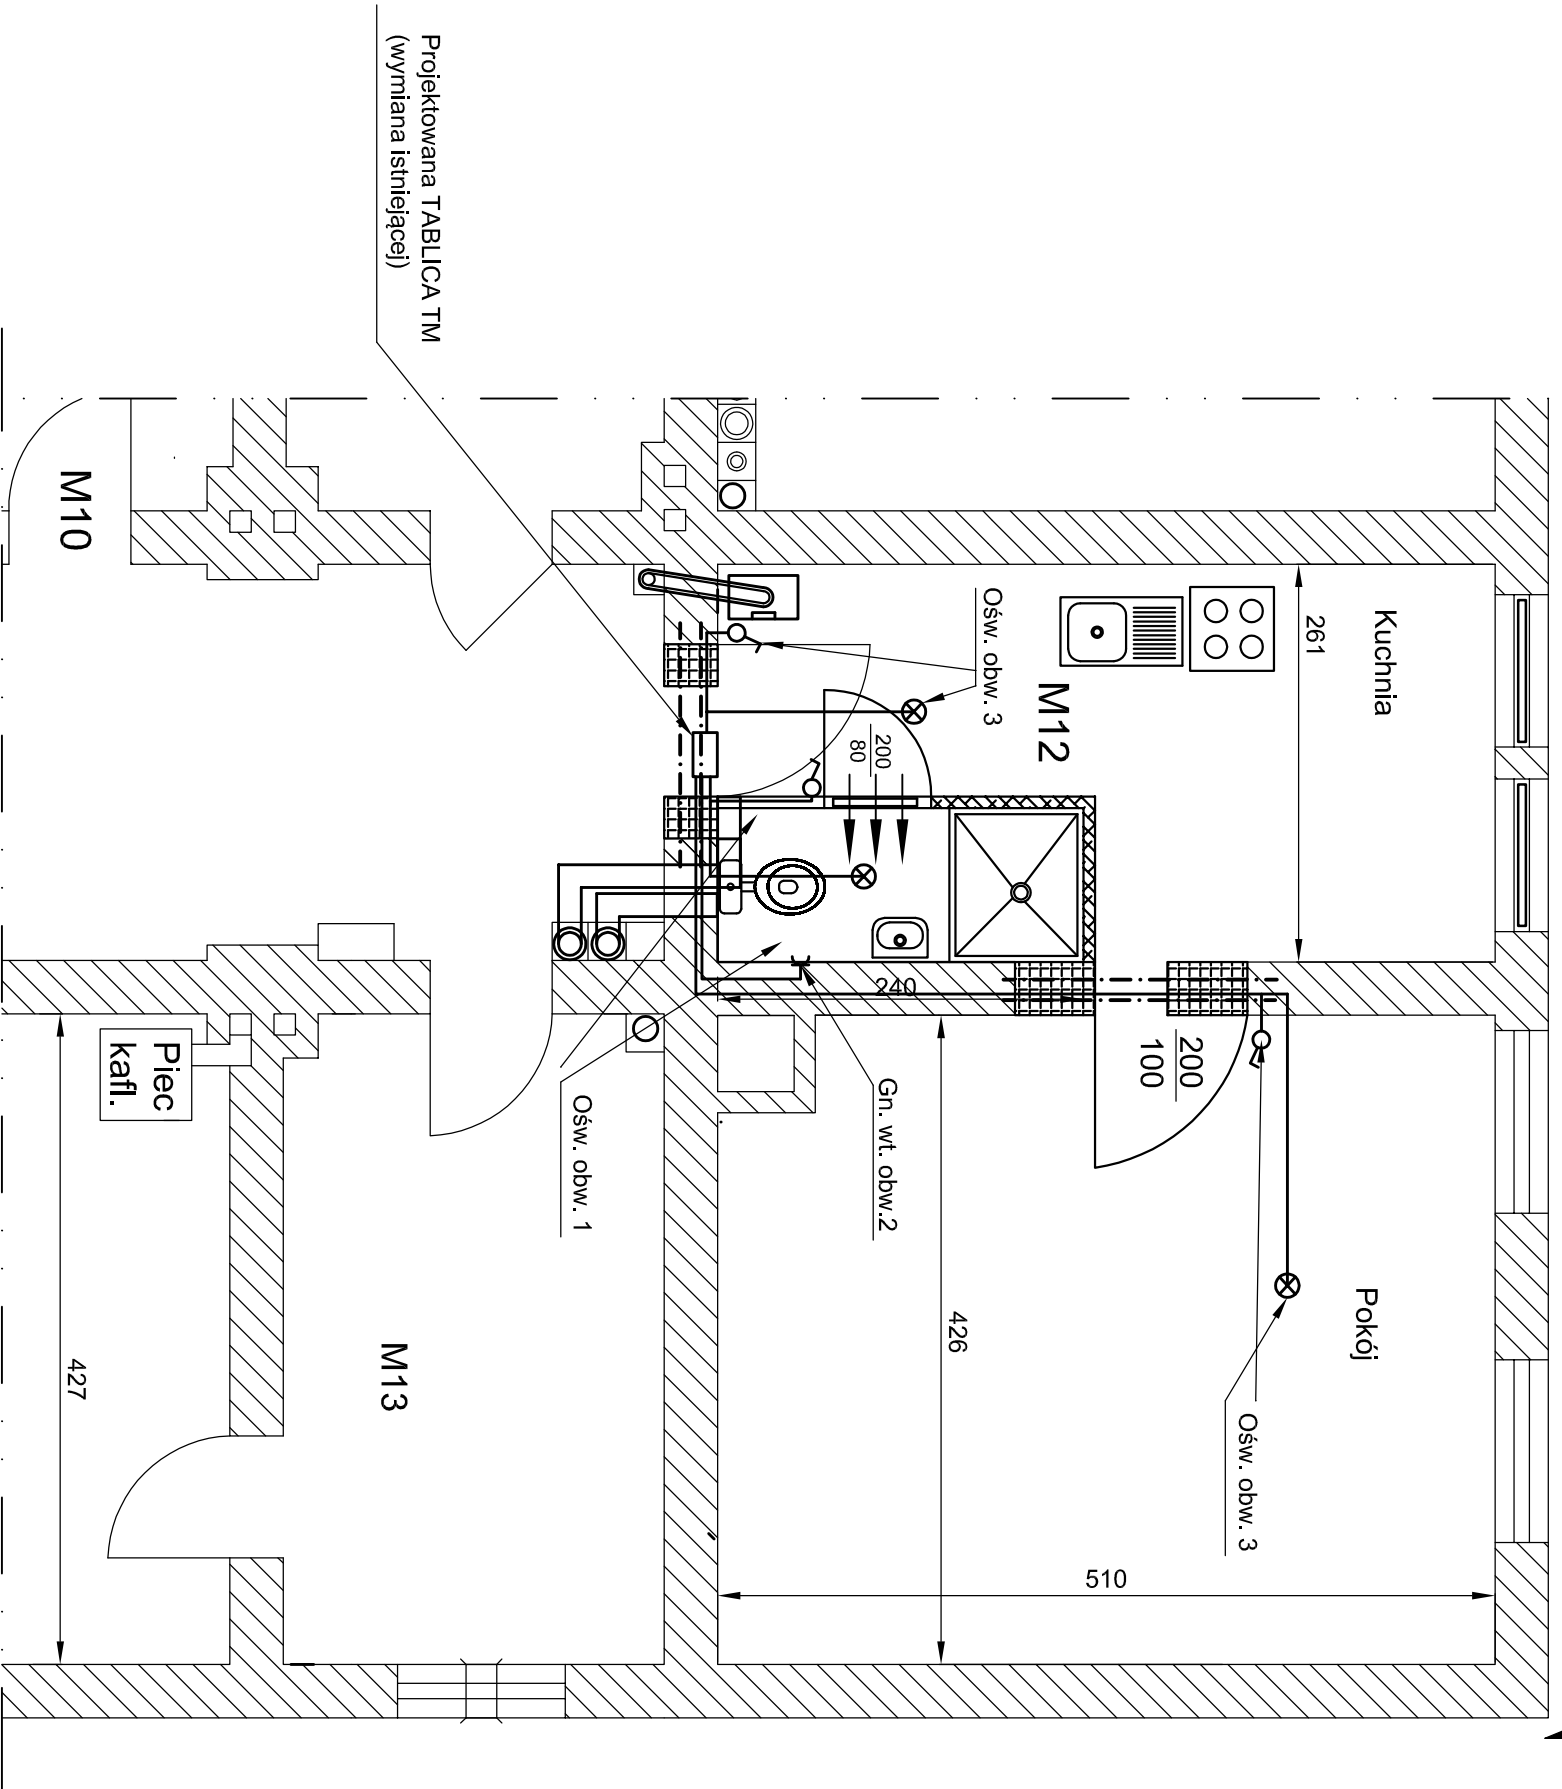 Projektowana TABLICA TM
(wymiana istniejącej)
M10
Kuchnia
261
Ośw. obw. 3
M12
200
80
240
200
100
Piec
kafl.
Ośw. obw. 1
Gn. wt. obw.2
Pokój
426
M13
427
Ośw. obw. 3
510